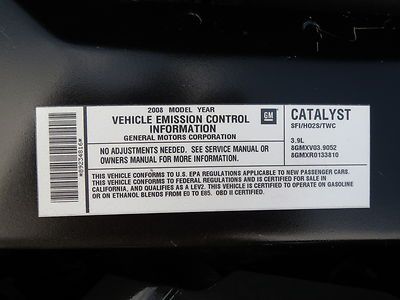 2008 MODEL YEAR
VEHICLE EMISSION CONTROL
INFORMATION
GENERAL MOTORS CORPORATION
GM
CATALYST
SFI/HO2S/TWC
NO ADJUSTMENTS NEEDED. SEE SERVICE MANUAL OR
OWNERS MANUAL FOR MORE INFORMATION
3.9L
8GMXV03.9052
8GMXR0133810
THIS VEHICLE CONFORMS TO U.S. EPA REGULATIONS APPLICABLE TO NEW PASSENGER CARS.
THIS VEHICLE CONFORMS TO FEDERAL REGULATIONS AND IS CERTIFIED FOR SALE IN
CALIFORNIA, AND QUALIFIES AS A LEV2. THIS VEHICLE IS CERTIFIED TO OPERATE ON GASOLINE
OR ON ETHANOL BLENDS FROM E0 TO E85. OBD II CERTIFIED.